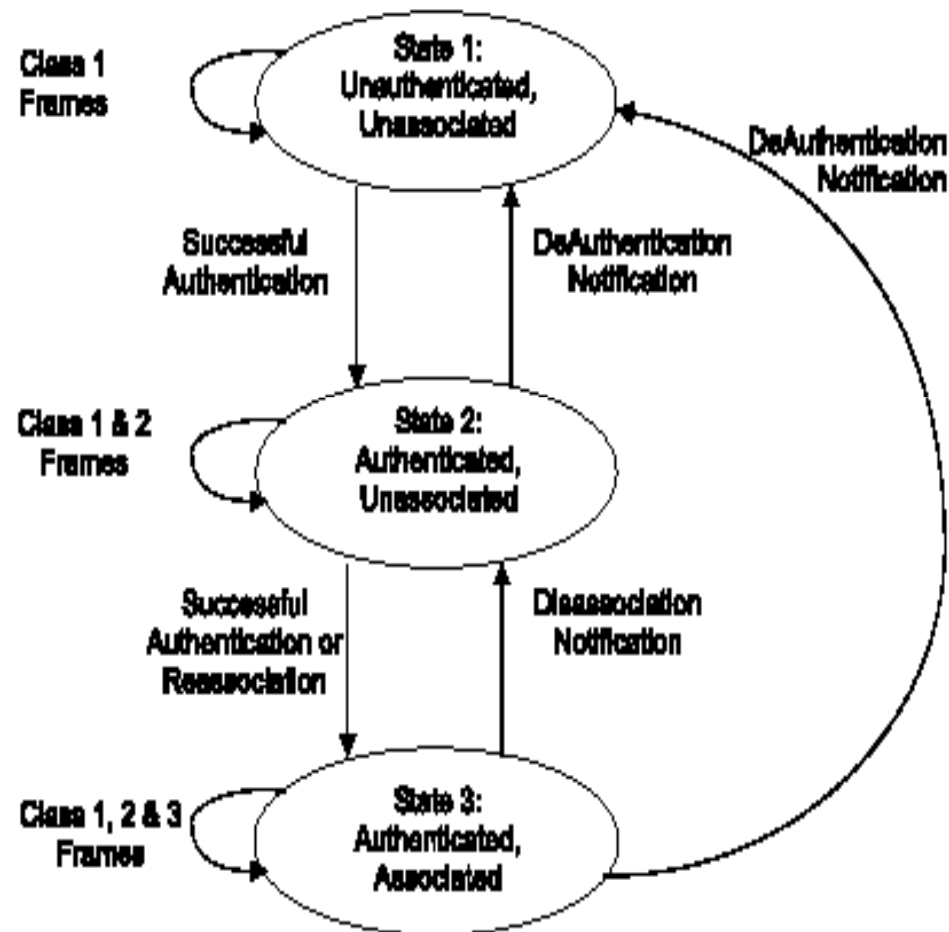 State 1:
Unauthenticated,
Unassociated
Class 1
Frames
DeAuthentication
Notification
Successful
Authentication
DeAuthentication
Notification
State 2:
Authenticated,
Unassociated
Class 1 & 2
Frames
Successful
Authentication or
Reassociation
Disassociation
Notification
State 3:
Authenticated,
Associated
Class 1, 2 & 3
Frames